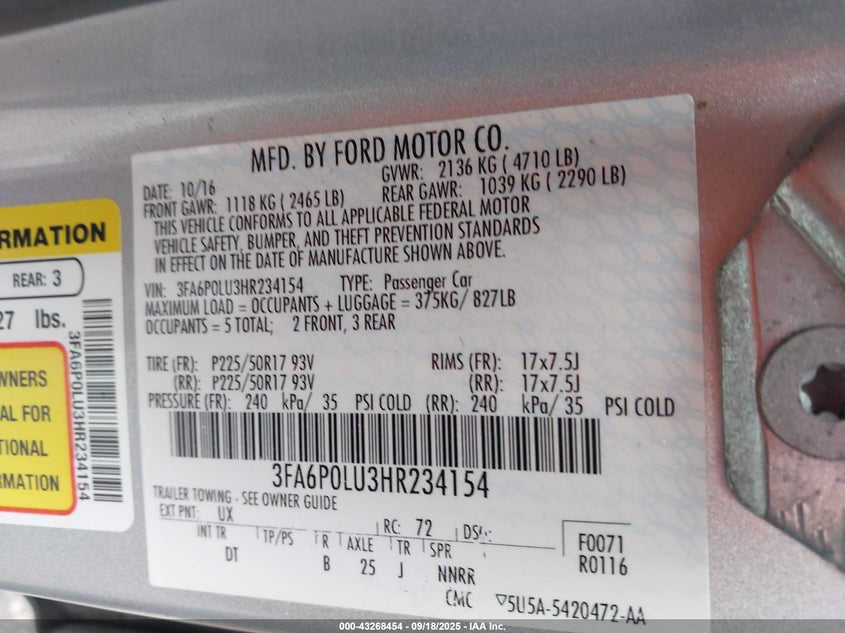 MFD. BY FORD MOTOR CO.
DATE: 10/16
GVWR: 2136 KG ( 4710 LB)
FRONT GAWR: 1118 KG ( 2465 LB)
REAR GAWR: 1039 KG ( 2290 LB)
THIS VEHICLE CONFORMS TO ALL APPLICABLE FEDERAL MOTOR
VEHICLE SAFETY, BUMPER, AND THEFT PREVENTION STANDARDS
IN EFFECT ON THE DATE OF MANUFACTURE SHOWN ABOVE.
VIN: 3FA6P0LU3HR234154 TYPE: Passenger Car
MAXIMUM LOAD = OCCUPANTS + LUGGAGE = 375KG/ 827LB
OCCUPANTS = 5 TOTAL; 2 FRONT, 3 REAR
TIRE (FR): P225/50R17 93V RIMS (FR): 17x7.5J
(RR): P225/50R17 93V (RR): 17x7.5J
PRESSURE (FR): 240 kPa/ 35 PSI COLD (RR): 240 kPa/ 35 PSI COLD
3FA6P0LU3HR234154
TRAILER TOWING - SEE OWNER GUIDE
EXT PNT: UX RC: 72 DSO:
INT TR TP/PS R AXLE TR SPR
DT B 25 J NNRR
F0071
R0116
CMC ▽5U5A-5420472-AA
RMATION
REAR: 3
27 lbs.
3FA6P0LU3HR234154
WNERS
AL FOR
TIONAL
RMATION
000-43268454 - 09/18/2025 - IAA Inc.